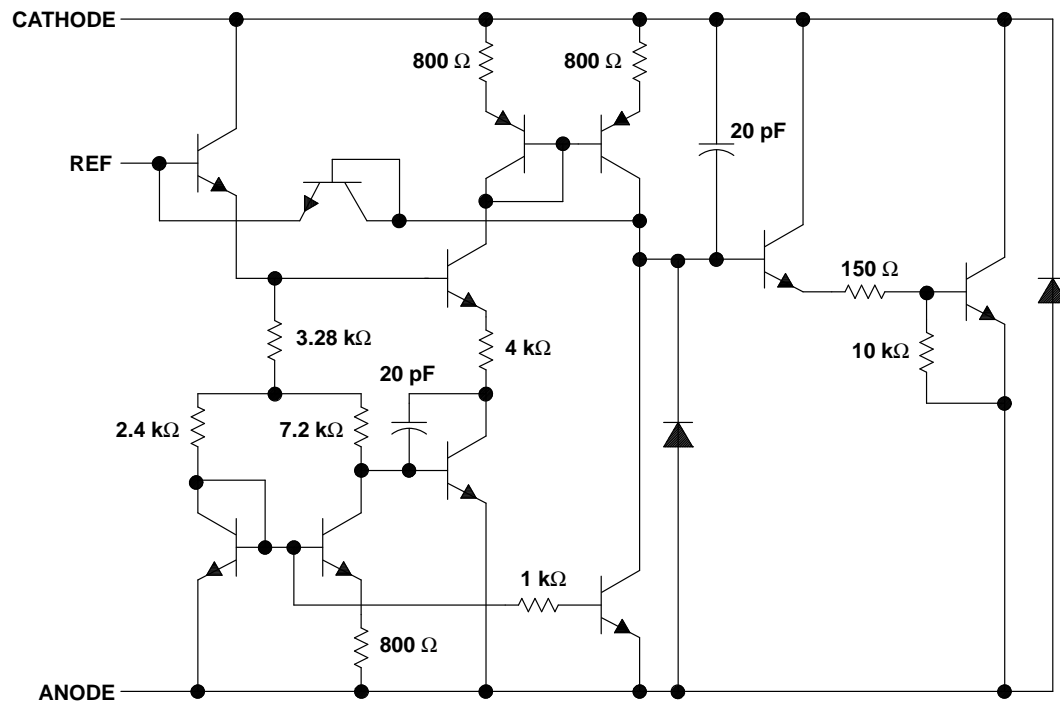 CATHODE
800 Ω
800 Ω
20 pF
REF
150 Ω
3.28 kΩ
4 kΩ
10 kΩ
20 pF
2.4 kΩ
7.2 kΩ
1 kΩ
800 Ω
ANODE